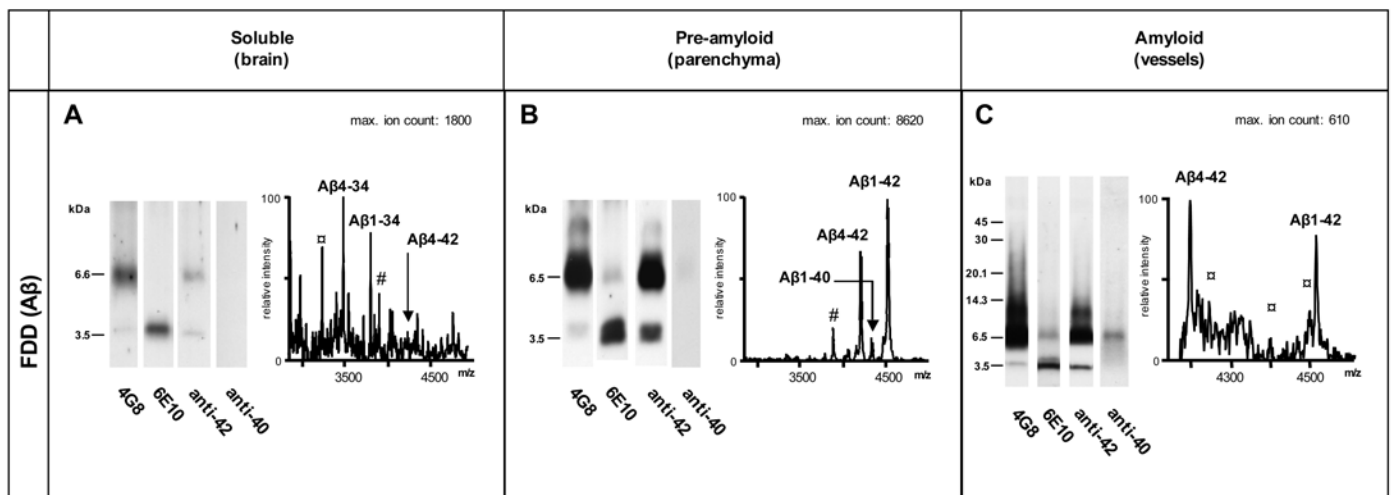 Soluble
(brain)
Pre-amyloid
(parenchyma)
Amyloid
(vessels)
FDD (Aβ)
A
max. ion count: 1800
kDa
6.6
3.5
4G8
6E10
anti-42
anti-40
100
relative intensity
0
Aβ4-34
Aβ1-34
Aβ4-42
¤
#
3500
4500
m/z
B
max. ion count: 8620
kDa
6.5
3.5
4G8
6E10
anti-42
anti-40
100
relative intensity
0
Aβ1-42
Aβ4-42
Aβ1-40
#
3500
4500
m/z
C
max. ion count: 610
kDa
45
30
20.1
14.3
6.5
3.5
4G8
6E10
anti-42
anti-40
100
relative intensity
0
Aβ4-42
Aβ1-42
¤
¤
¤
4300
4500
m/z